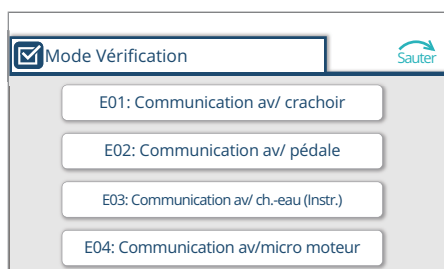 Mode Vérification
Sauter
E01: Communication av/ crachoir
E02: Communication av/ pédale
E03: Communication av/ ch.-eau (Instr.)
E04: Communication av/micro moteur